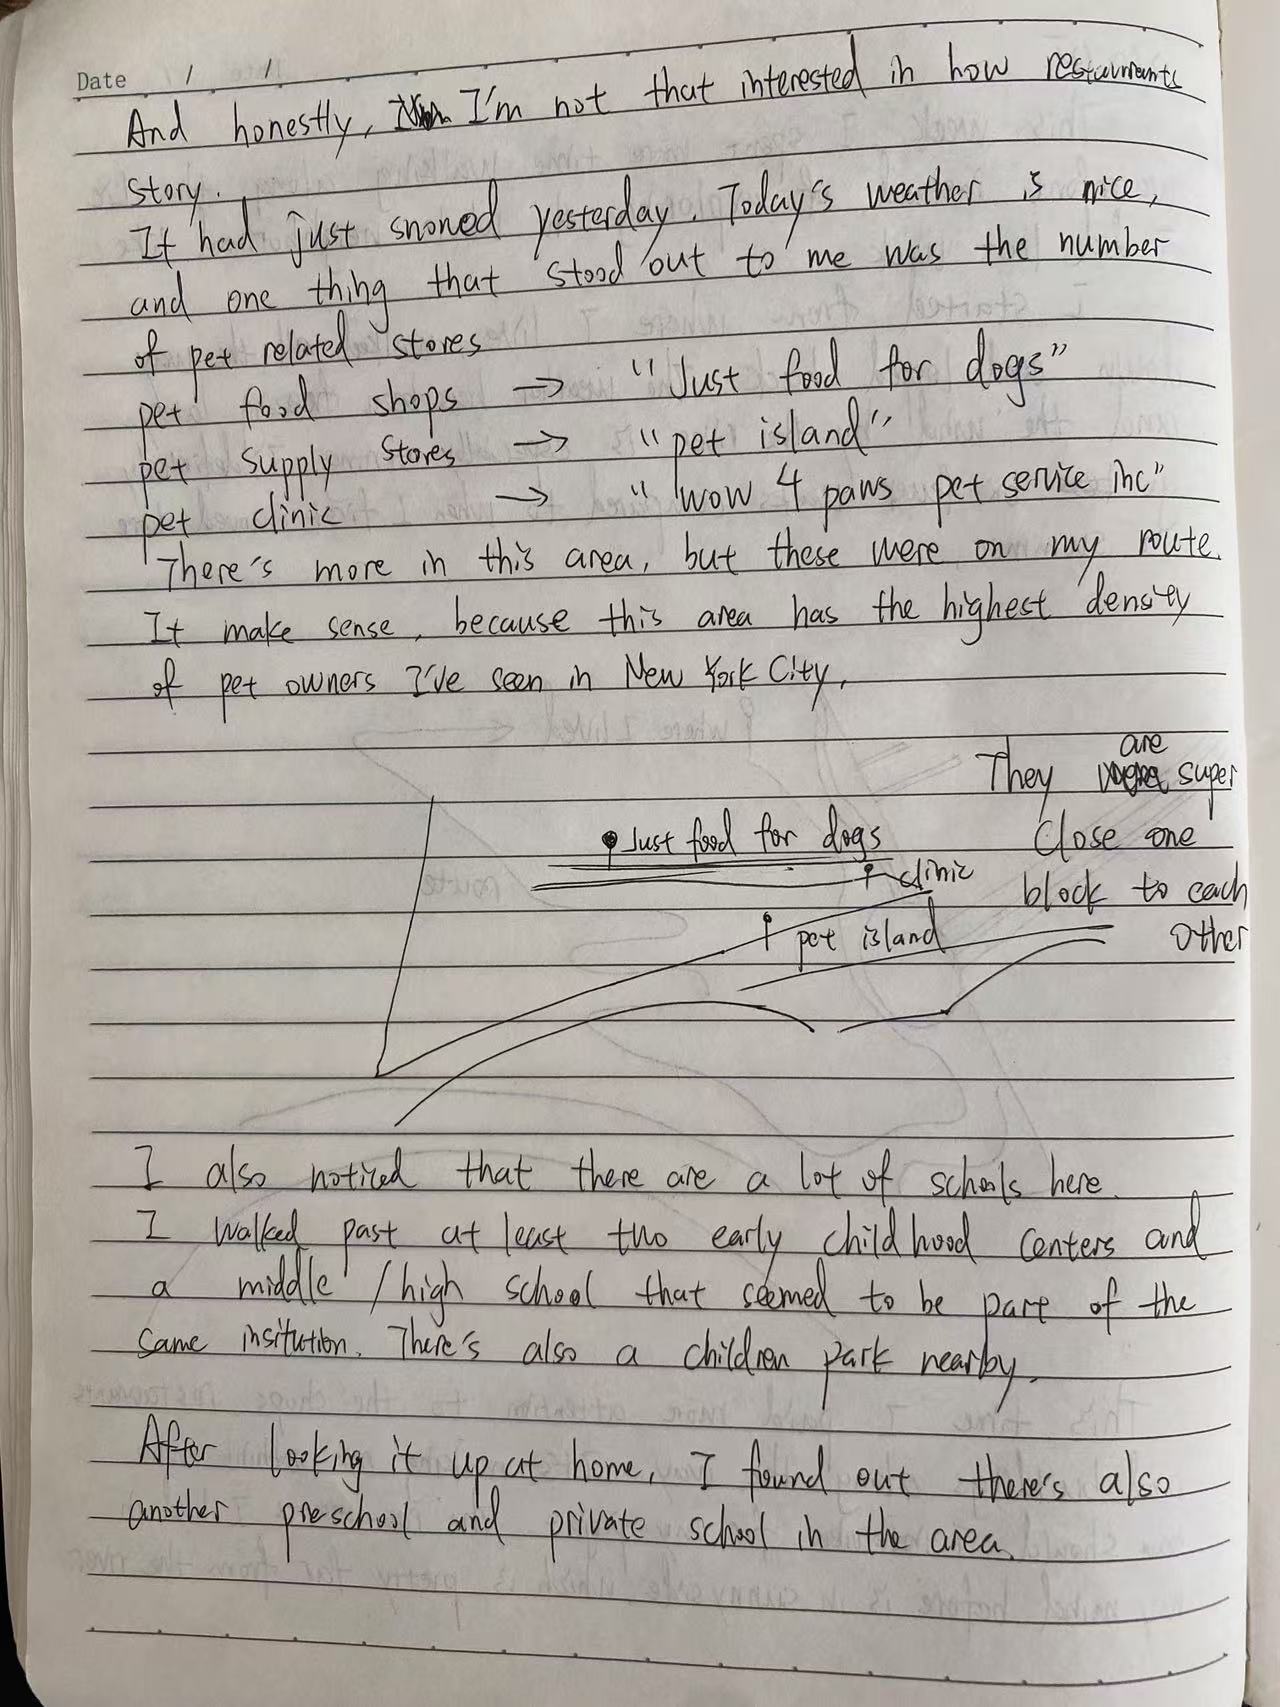 Date / /
And honestly, I'm not that interested in how restaurants
story.
It had just snoned yesterday. Today's weather is nice,
and one thing that stood out to me was the number
of pet related stores
pet food shops → "Just food for dogs"
pet supply stores → "pet island"
pet clinic → "wow 4 paws pet service inc"
There's more in this area, but these were on my route.
It make sense, because this area has the highest density
of pet owners I've seen in New York City.
They are super
Close one
block to each
other
Just food for dogs
clinic
pet island
I also noticed that there are a lot of schools here.
I walked past at least two early childhood centers and
a middle / high school that seemed to be part of the
same insitution. There's also a children park nearby.
After looking it up at home, I found out there's also
another preschool and private school in the area.